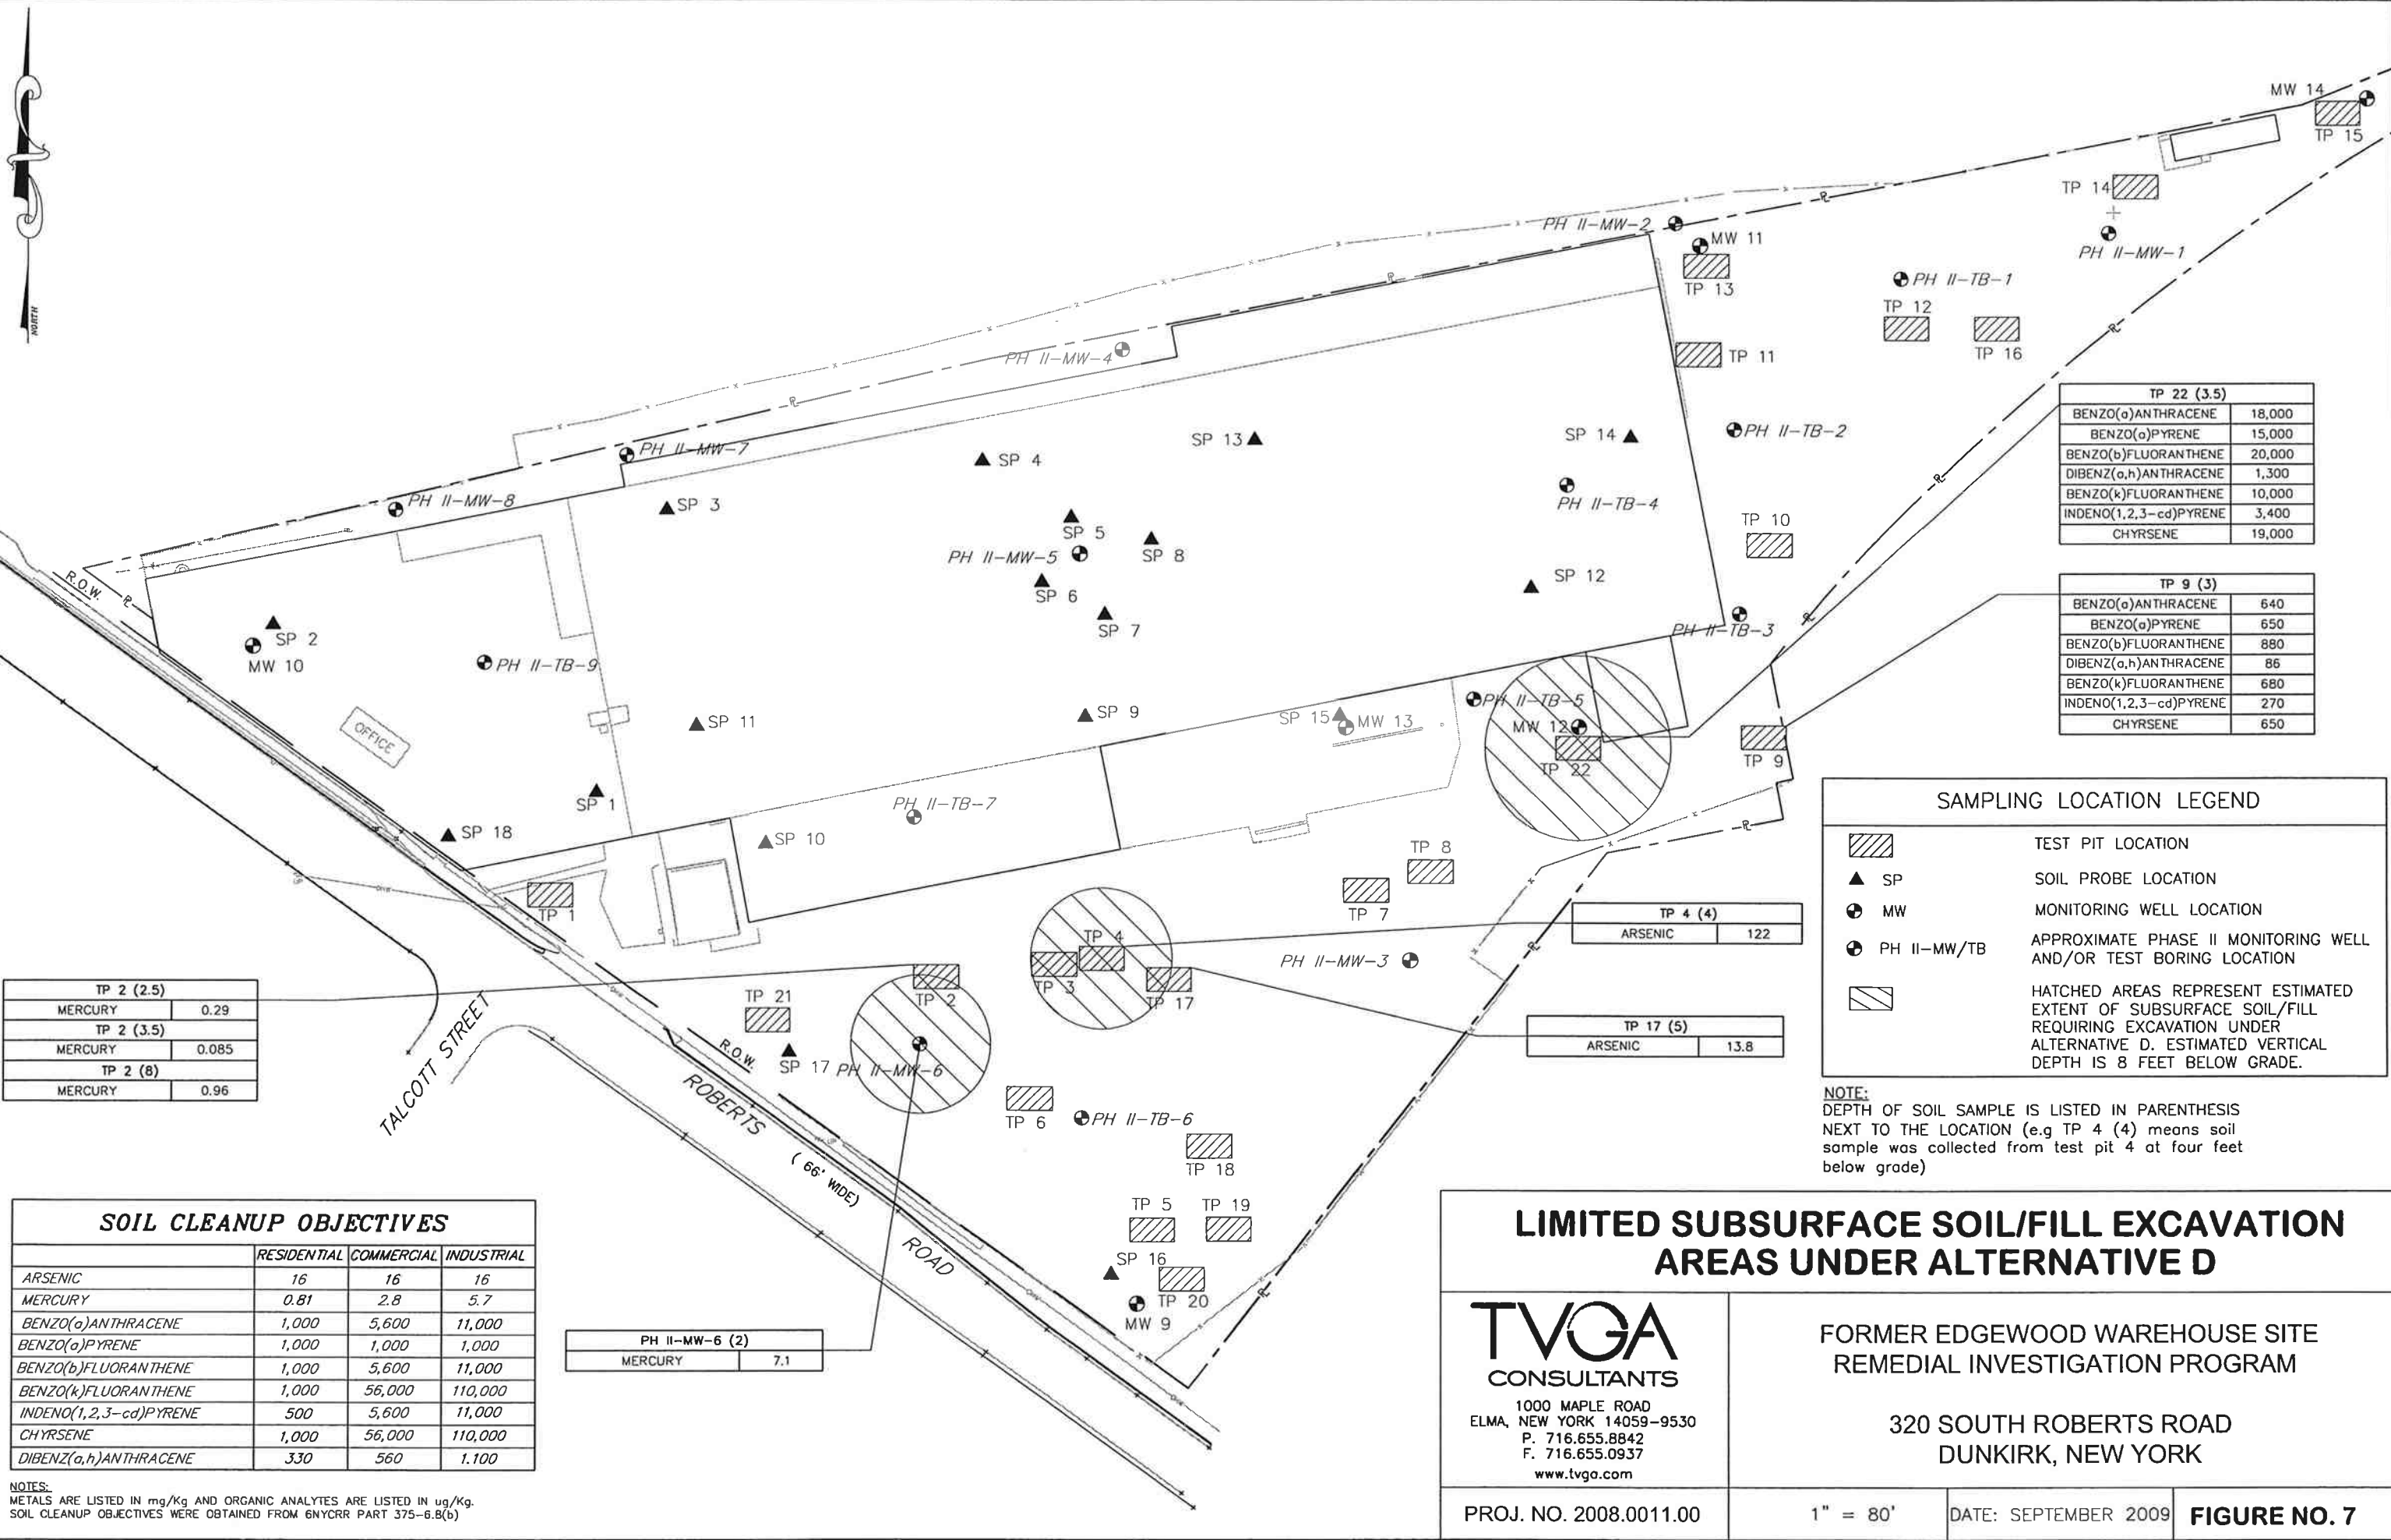 NORTH
MW 14
TP 15
TP 14
PH II-MW-1
PH II-MW-2
MW 11
TP 13
PH II-TB-1
TP 12
TP 16
TP 11
PH II-MW-4
PH II-TB-2
PH II-MW-7
PH II-MW-8
SP 3
SP 4
SP 13
SP 14
PH II-TB-4
SP 5
PH II-MW-5
SP 8
SP 6
SP 7
SP 12
TP 10
PH II-TB-3
R.O.W.
SP 2
MW 10
PH II-TB-9
OFFICE
SP 11
SP 9
SP 15
MW 13
PH II-TB-5
MW 12
TP 22
TP 9
SP 1
SP 18
SP 10
PH II-TB-7
TP 1
TP 8
TP 7
TP 4
TP 3
TP 17
PH II-MW-3
TP 2
TP 21
SP 17
PH II-MW-6
TP 6
PH II-TB-6
TP 18
TP 5
TP 19
SP 16
TP 20
MW 9
TALCOTT STREET
R.O.W.
ROBERTS
( 66' WIDE)
ROAD
TP 22 (3.5)
BENZO(a)ANTHRACENE 18,000
BENZO(a)PYRENE 15,000
BENZO(b)FLUORANTHENE 20,000
DIBENZ(a,h)ANTHRACENE 1,300
BENZO(k)FLUORANTHENE 10,000
INDENO(1,2,3-cd)PYRENE 3,400
CHYRSENE 19,000
TP 9 (3)
BENZO(a)ANTHRACENE 640
BENZO(a)PYRENE 650
BENZO(b)FLUORANTHENE 880
DIBENZ(a,h)ANTHRACENE 86
BENZO(k)FLUORANTHENE 680
INDENO(1,2,3-cd)PYRENE 270
CHYRSENE 650
TP 4 (4)
ARSENIC 122
TP 17 (5)
ARSENIC 13.8
TP 2 (2.5)
MERCURY 0.29
TP 2 (3.5)
MERCURY 0.085
TP 2 (8)
MERCURY 0.96
PH II-MW-6 (2)
MERCURY 7.1
SAMPLING LOCATION LEGEND
TEST PIT LOCATION
SP SOIL PROBE LOCATION
MW MONITORING WELL LOCATION
PH II-MW/TB APPROXIMATE PHASE II MONITORING WELL
AND/OR TEST BORING LOCATION
HATCHED AREAS REPRESENT ESTIMATED
EXTENT OF SUBSURFACE SOIL/FILL
REQUIRING EXCAVATION UNDER
ALTERNATIVE D. ESTIMATED VERTICAL
DEPTH IS 8 FEET BELOW GRADE.
NOTE:
DEPTH OF SOIL SAMPLE IS LISTED IN PARENTHESIS
NEXT TO THE LOCATION (e.g TP 4 (4) means soil
sample was collected from test pit 4 at four feet
below grade)
SOIL CLEANUP OBJECTIVES
RESIDENTIAL COMMERCIAL INDUSTRIAL
ARSENIC 16 16 16
MERCURY 0.81 2.8 5.7
BENZO(a)ANTHRACENE 1,000 5,600 11,000
BENZO(a)PYRENE 1,000 1,000 1,000
BENZO(b)FLUORANTHENE 1,000 5,600 11,000
BENZO(k)FLUORANTHENE 1,000 56,000 110,000
INDENO(1,2,3-cd)PYRENE 500 5,600 11,000
CHYRSENE 1,000 56,000 110,000
DIBENZ(a,h)ANTHRACENE 330 560 1.100
NOTES:
METALS ARE LISTED IN mg/Kg AND ORGANIC ANALYTES ARE LISTED IN ug/Kg.
SOIL CLEANUP OBJECTIVES WERE OBTAINED FROM 6NYCRR PART 375-6.8(b)
LIMITED SUBSURFACE SOIL/FILL EXCAVATION
AREAS UNDER ALTERNATIVE D
TVGA
CONSULTANTS
1000 MAPLE ROAD
ELMA, NEW YORK 14059-9530
P. 716.655.8842
F. 716.655.0937
www.tvga.com
FORMER EDGEWOOD WAREHOUSE SITE
REMEDIAL INVESTIGATION PROGRAM
320 SOUTH ROBERTS ROAD
DUNKIRK, NEW YORK
PROJ. NO. 2008.0011.00
1" = 80'
DATE: SEPTEMBER 2009
FIGURE NO. 7